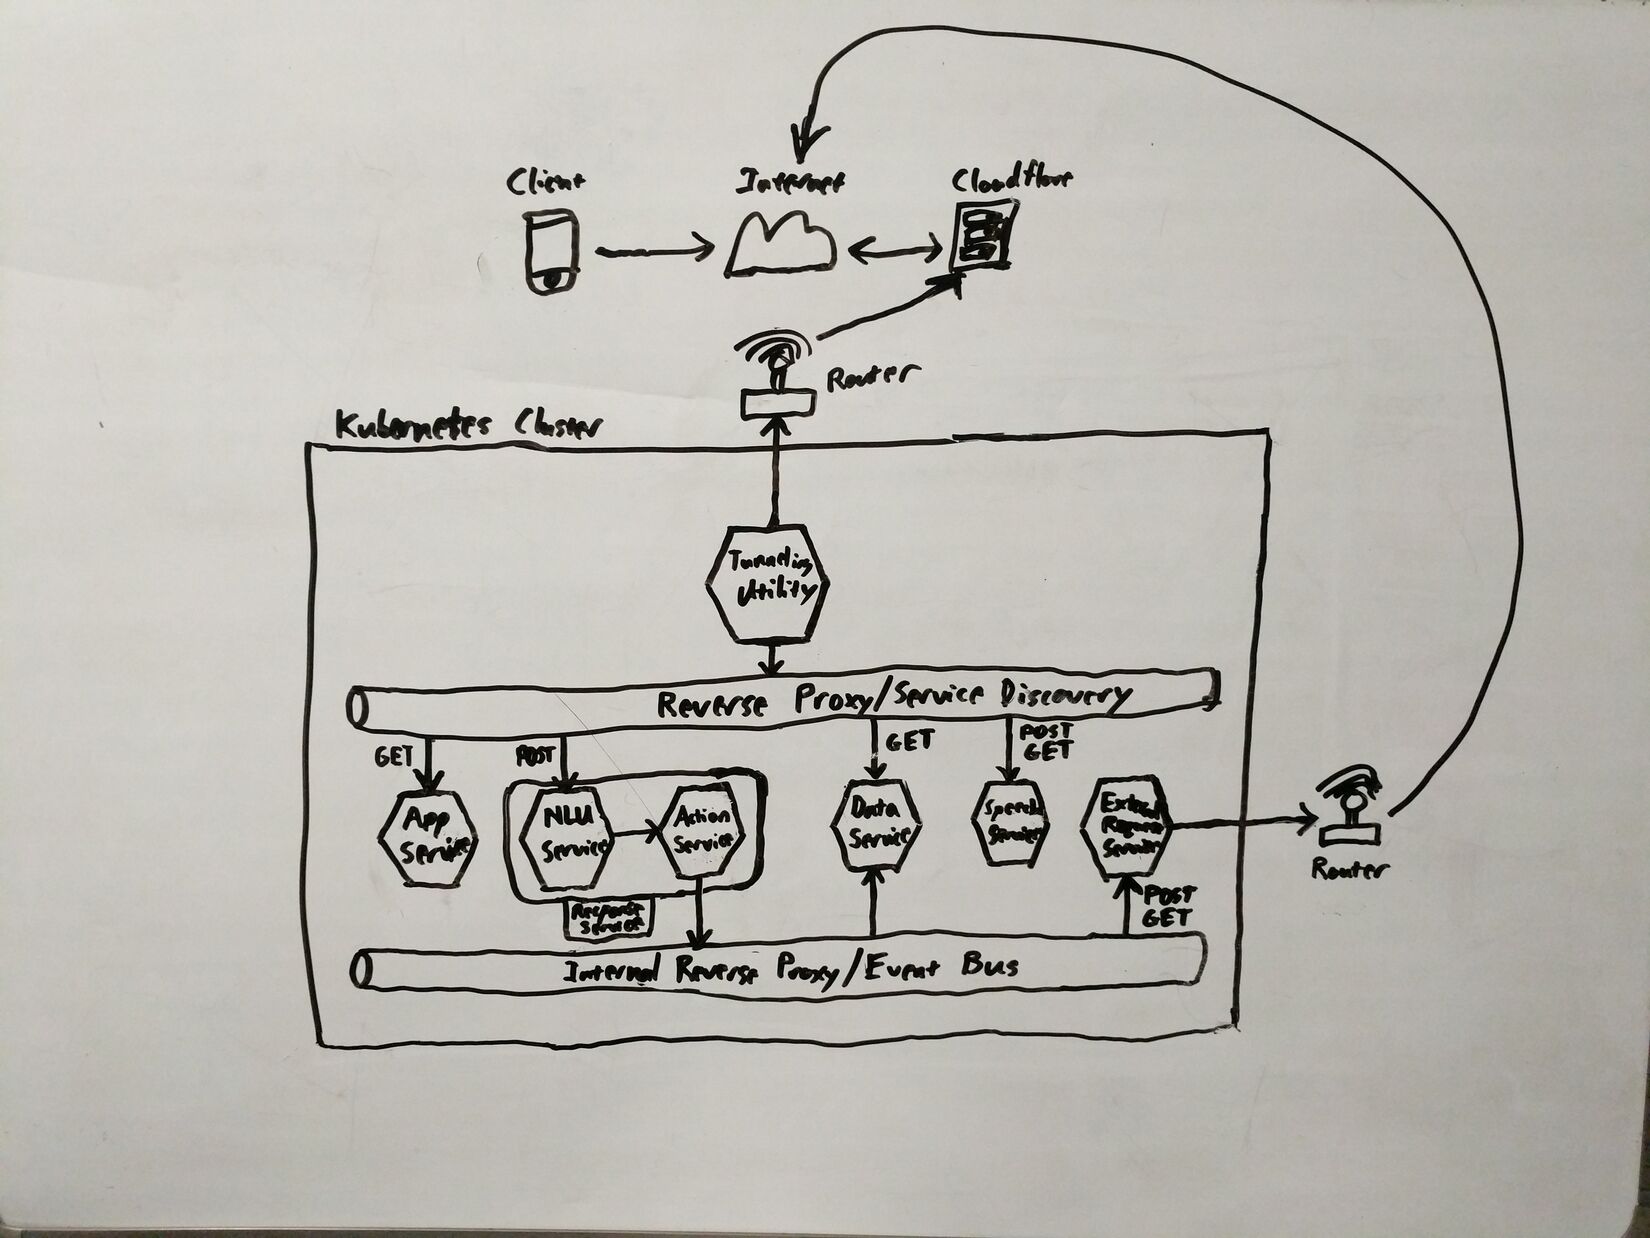 Client
Internet
Cloudflare
Router
Kubernetes Cluster
Tunneling
Utility
Reverse Proxy/Service Discovery
GET
POST
GET
POST
GET
App
Service
NLU
Service
Action
Service
Data
Service
Speech
Service
Service
Router
Response
Service
POST
GET
Internal Reverse Proxy/Event Bus